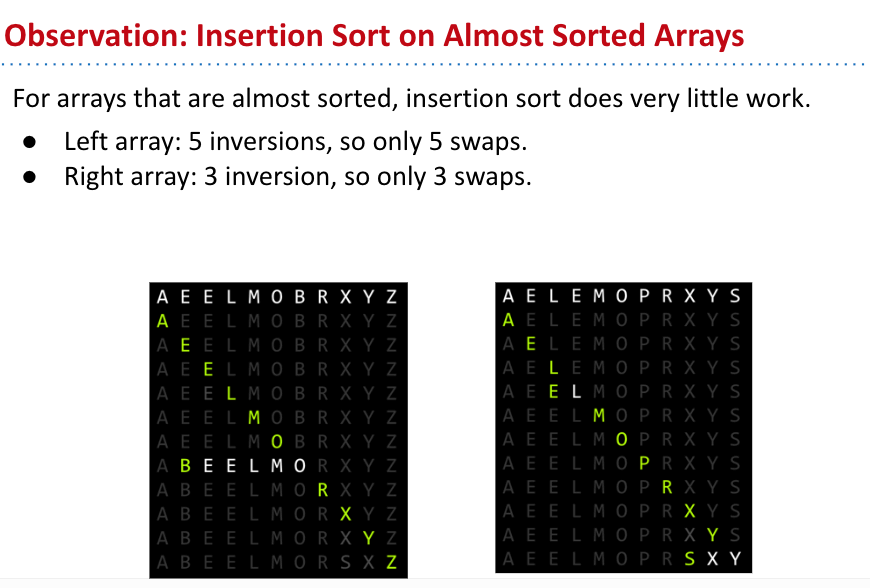 Observation: Insertion Sort on Almost Sorted Arrays
For arrays that are almost sorted, insertion sort does very little work.
● Left array: 5 inversions, so only 5 swaps.
● Right array: 3 inversion, so only 3 swaps.
A E E L M O B R X Y Z
A E E L M O B R X Y Z
A E E L M O B R X Y Z
A E E L M O B R X Y Z
A E E L M O B R X Y Z
A E E L M O B R X Y Z
A E E L M O B R X Y Z
A B E E L M O R X Y Z
A B E E L M O R X Y Z
A B E E L M O R X Y Z
A B E E L M O R X Y Z
A B E E L M O R S X Z
A E L E M O P R X Y S
A E L E M O P R X Y S
A E L E M O P R X Y S
A E L E M O P R X Y S
A E E L M O P R X Y S
A E E L M O P R X Y S
A E E L M O P R X Y S
A E E L M O P R X Y S
A E E L M O P R X Y S
A E E L M O P R X Y S
A E E L M O P R X Y S
A E E L M O P R S X Y